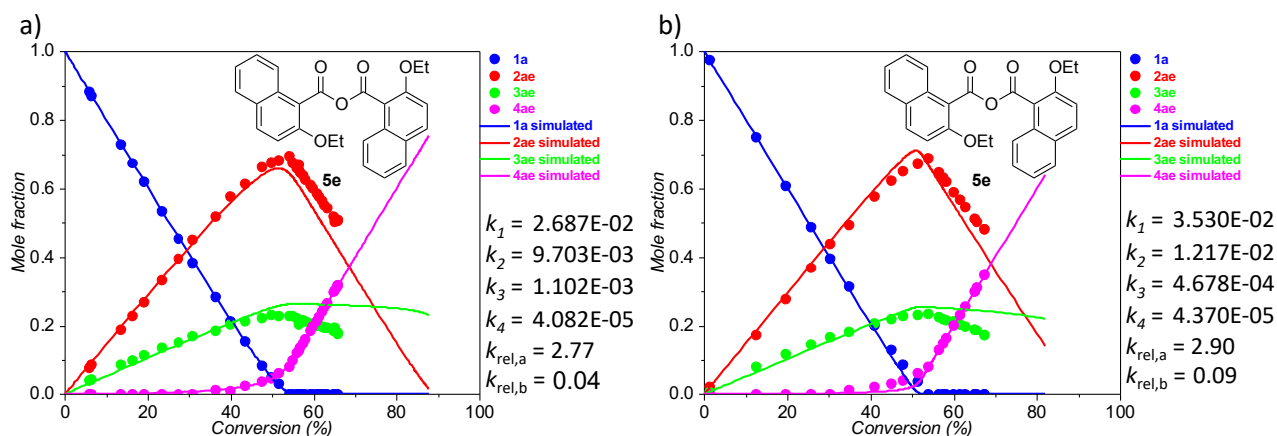 a)
1.0
0.8
0.6
0.4
0.2
0.0
Mole fraction
0
20
40
60
80
100
Conversion (%)
O
O
OEt
O
OEt
5e
1a
2ae
3ae
4ae
1a simulated
2ae simulated
3ae simulated
4ae simulated
k1 = 2.687E-02
k2 = 9.703E-03
k3 = 1.102E-03
k4 = 4.082E-05
krel,a = 2.77
krel,b = 0.04
b)
1.0
0.8
0.6
0.4
0.2
0.0
Mole fraction
0
20
40
60
80
100
Conversion (%)
O
O
OEt
O
OEt
5e
1a
2ae
3ae
4ae
1a simulated
2ae simulated
3ae simulated
4ae simulated
k1 = 3.530E-02
k2 = 1.217E-02
k3 = 4.678E-04
k4 = 4.370E-05
krel,a = 2.90
krel,b = 0.09